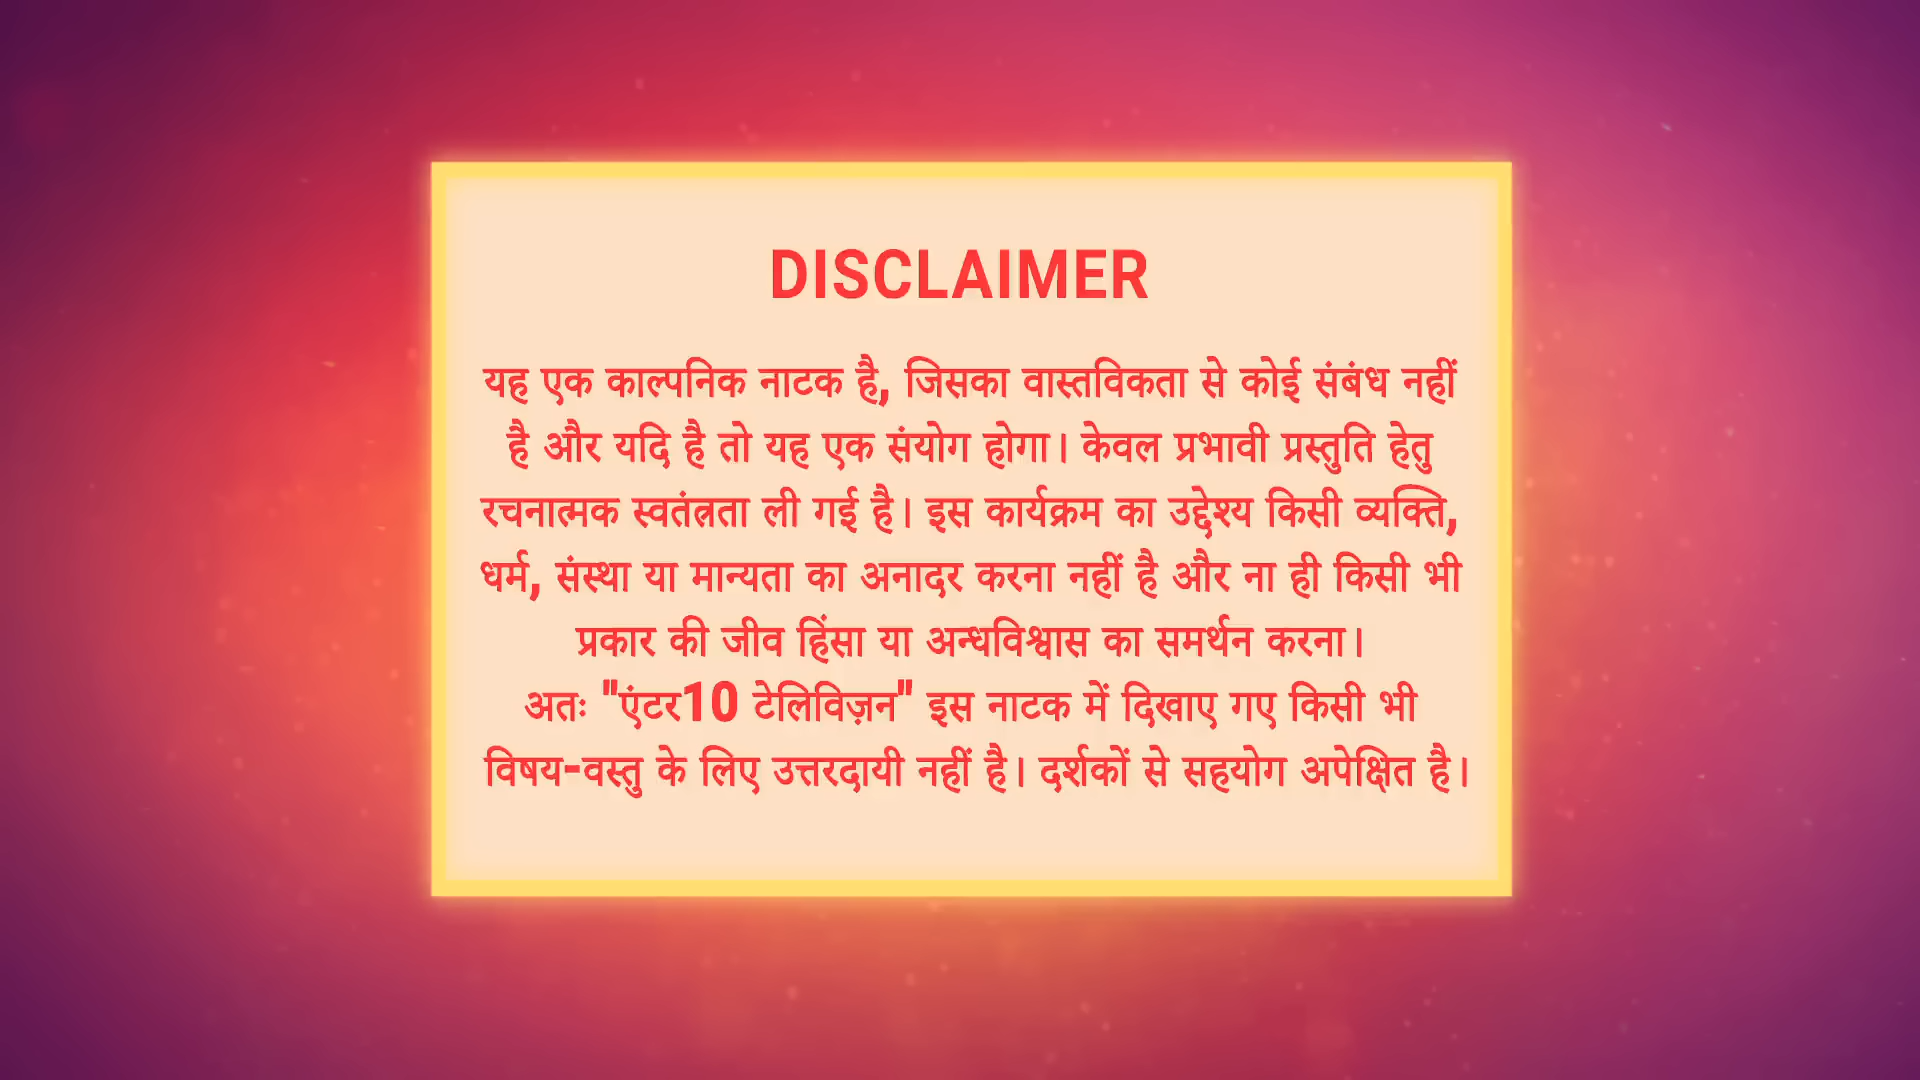 DISCLAIMER
यह एक काल्पनिक नाटक है, जिसका वास्तविकता से कोई संबंध नहीं
है और यदि है तो यह एक संयोग होगा। केवल प्रभावी प्रस्तुति हेतु
रचनात्मक स्वतंत्रता ली गई है। इस कार्यक्रम का उद्देश्य किसी व्यक्ति,
धर्म, संस्था या मान्यता का अनादर करना नहीं है और ना ही किसी भी
प्रकार की जीव हिंसा या अन्धविश्वास का समर्थन करना।
अतः "एंटर10 टेलिविज़न" इस नाटक में दिखाए गए किसी भी
विषय-वस्तु के लिए उत्तरदायी नहीं है। दर्शकों से सहयोग अपेक्षित है।